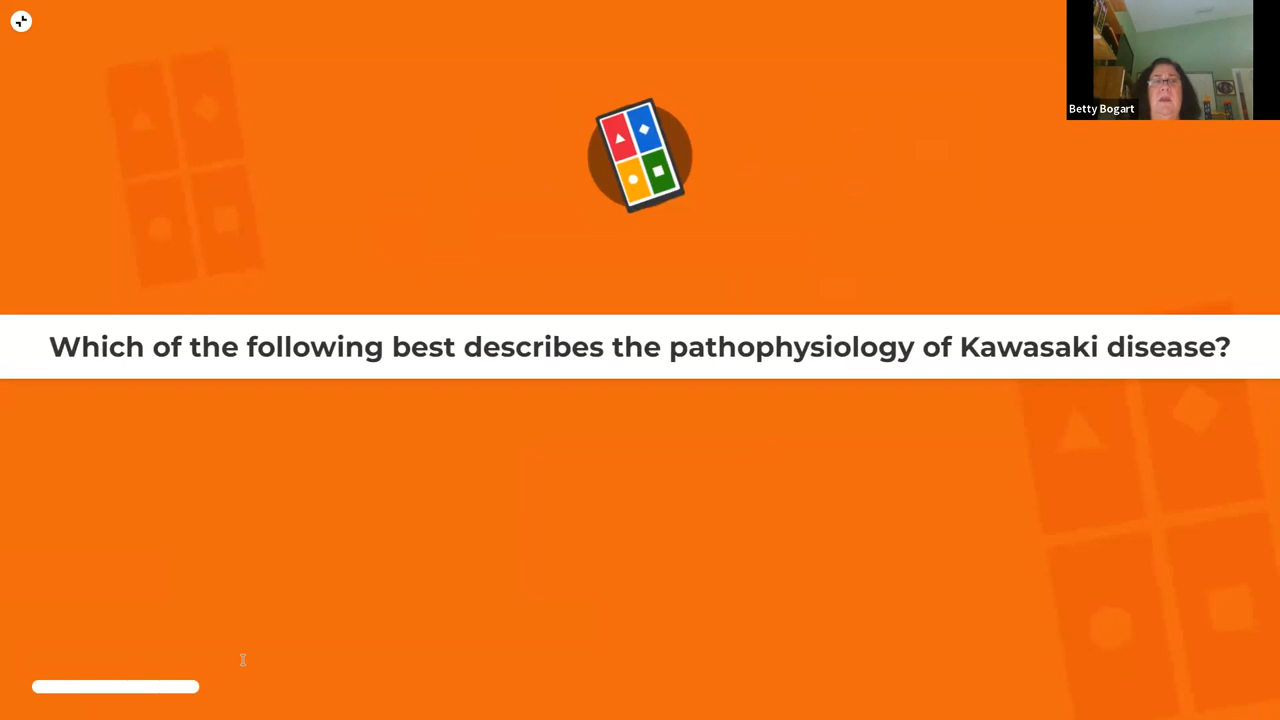 Betty Bogart
Which of the following best describes the pathophysiology of Kawasaki disease?